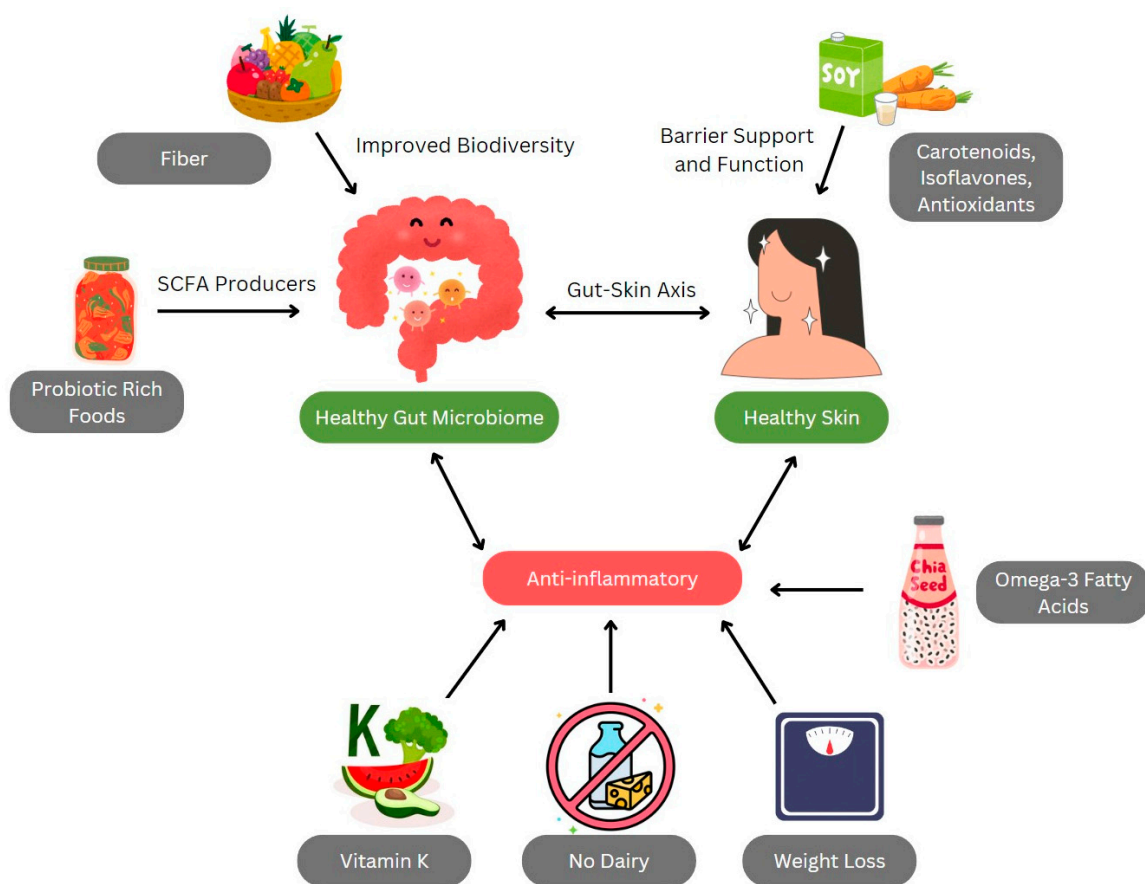 SOY
Fiber
Improved Biodiversity
Barrier Support
and Function
Carotenoids,
Isoflavones,
Antioxidants
SCFA Producers
Gut-Skin Axis
Probiotic Rich
Foods
Healthy Gut Microbiome
Healthy Skin
Anti-inflammatory
Chia
Seed
Omega-3 Fatty
Acids
K
Vitamin K
No Dairy
Weight Loss